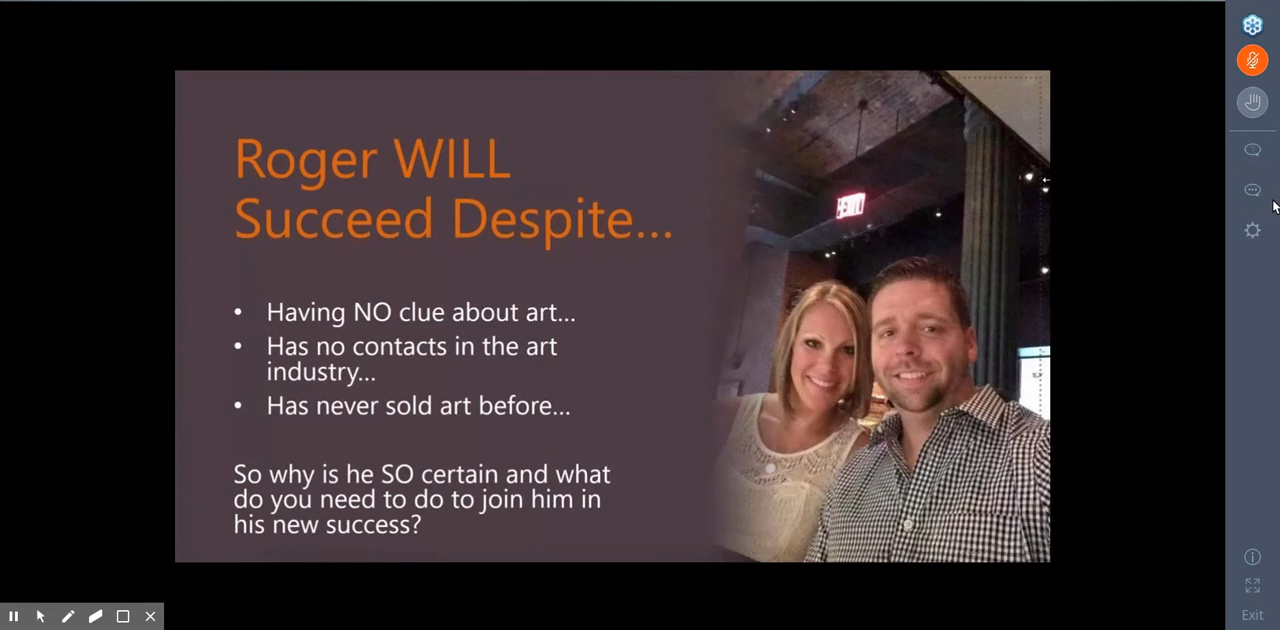 Roger WILL
Succeed Despite...
• Having NO clue about art...
• Has no contacts in the art
industry...
• Has never sold art before...
So why is he SO certain and what
do you need to do to join him in
his new success?
EXIT
Exit